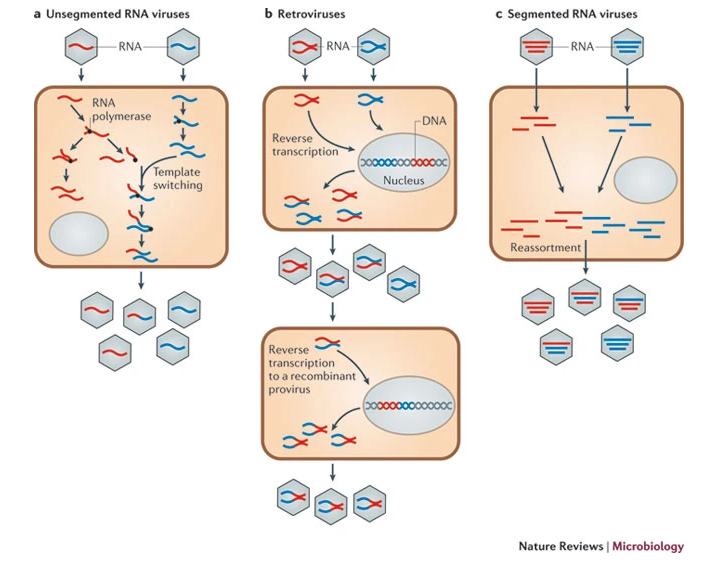 a Unsegmented RNA viruses
RNA
RNA
polymerase
Template
switching
b Retroviruses
RNA
Reverse
transcription
DNA
Nucleus
Reverse
transcription
to a recombinant
provirus
c Segmented RNA viruses
RNA
Reassortment
Nature Reviews | Microbiology